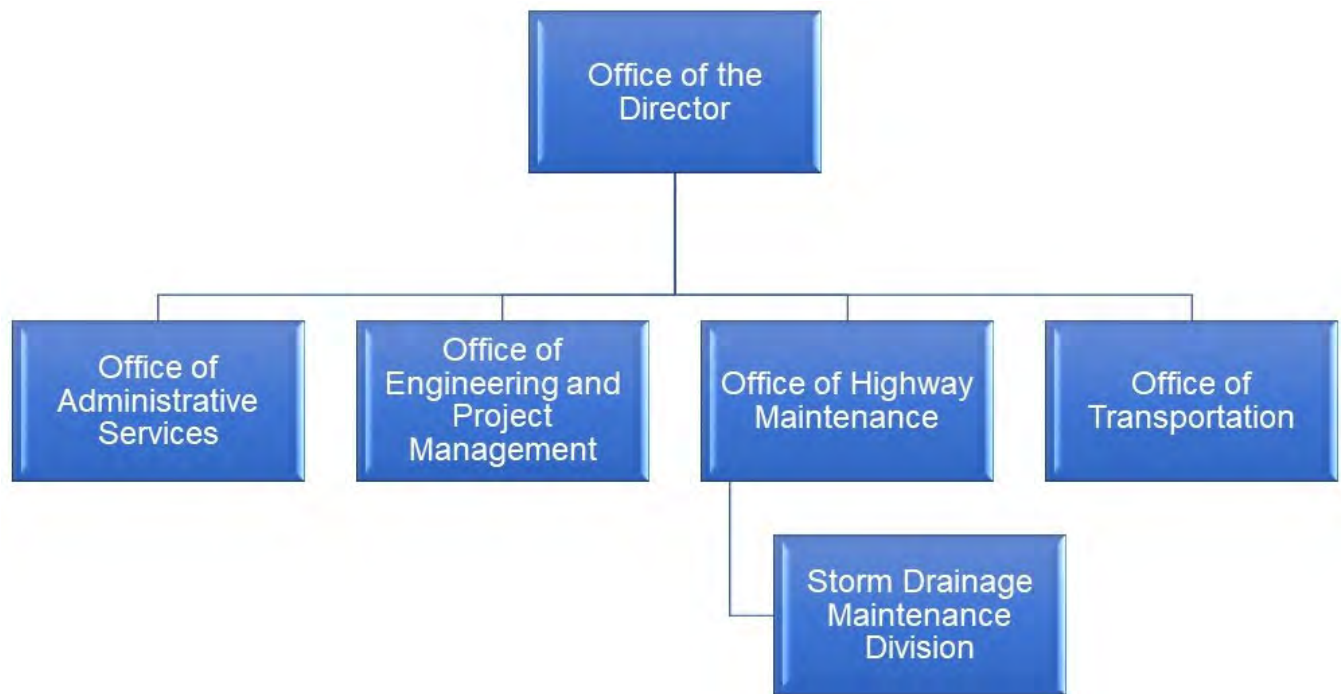 Office of the
Director
Office of
Administrative
Services
Office of
Engineering and
Project
Management
Office of Highway
Maintenance
Office of
Transportation
Storm Drainage
Maintenance
Division